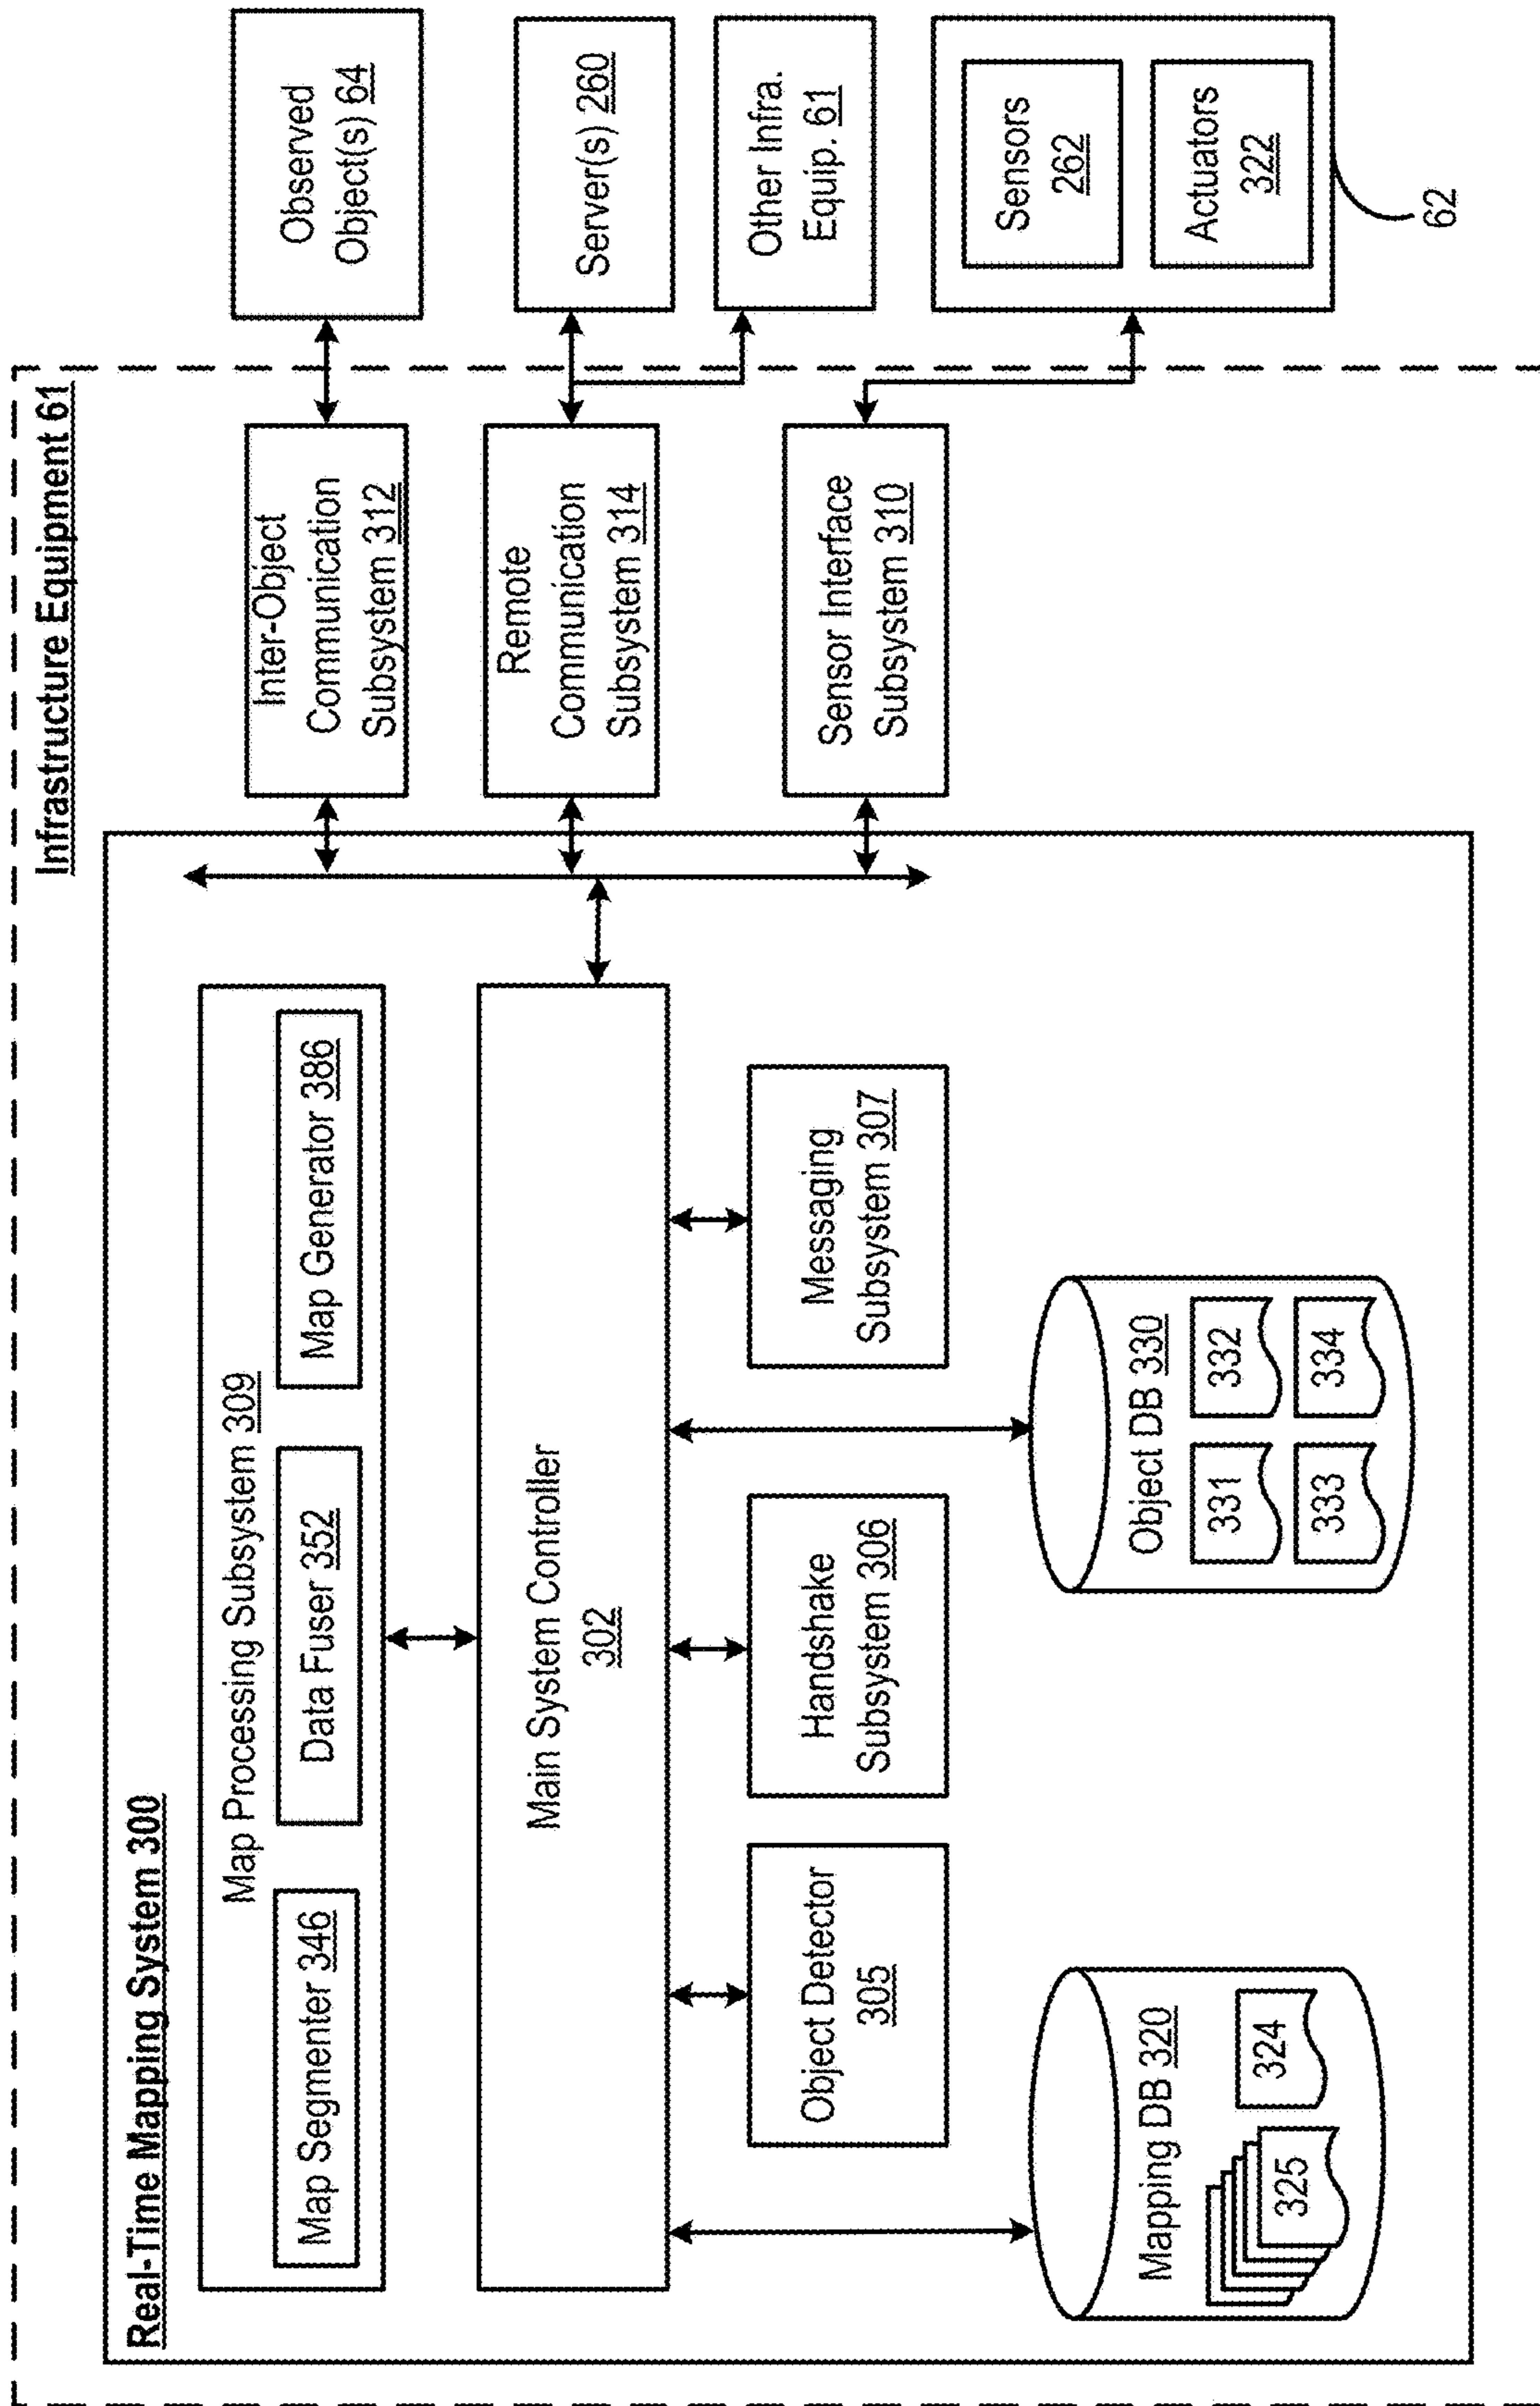 Infrastructure Equipment 61
Real-Time Mapping System 300
Map Processing Subsystem 309
Map Segmenter 346
Data Fuser 352
Map Generator 386
Main System Controller
302
Object Detector
305
Handshake
Subsystem 306
Messaging
Subsystem 307
Mapping DB 320
325
324
Object DB 330
331
332
333
334
Inter-Object
Communication
Subsystem 312
Remote
Communication
Subsystem 314
Sensor Interface
Subsystem 310
Observed
Object(s) 64
Server(s) 260
Other Infra.
Equip. 61
Sensors
262
Actuators
322
62